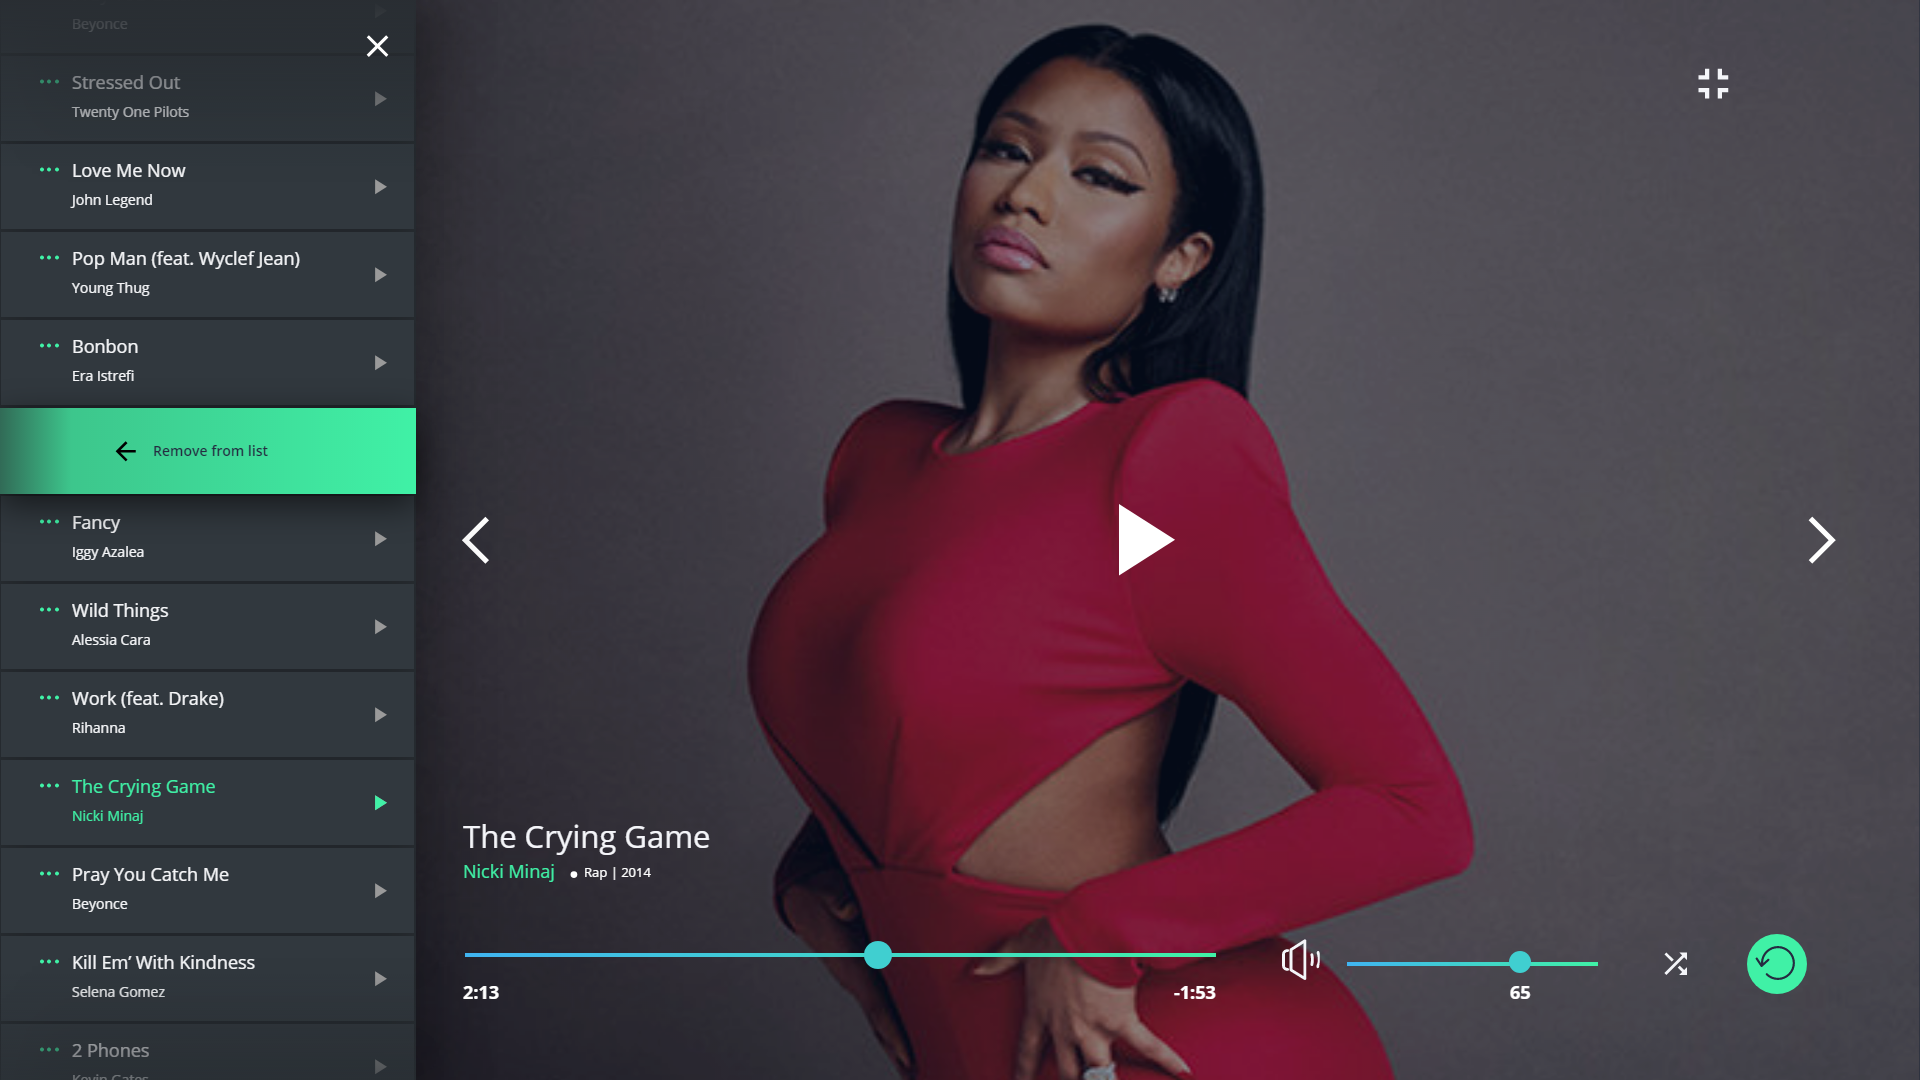 Beyonce
Stressed Out
Twenty One Pilots
Love Me Now
John Legend
Pop Man (feat. Wyclef Jean)
Young Thug
Bonbon
Era Istrefi
Remove from list
Fancy
Iggy Azalea
Wild Things
Alessia Cara
Work (feat. Drake)
Rihanna
The Crying Game
Nicki Minaj
Pray You Catch Me
Beyonce
Kill Em’ With Kindness
Selena Gomez
2 Phones
Kevin Gates
The Crying Game
Nicki Minaj ● Rap | 2014
2:13
-1:53
65